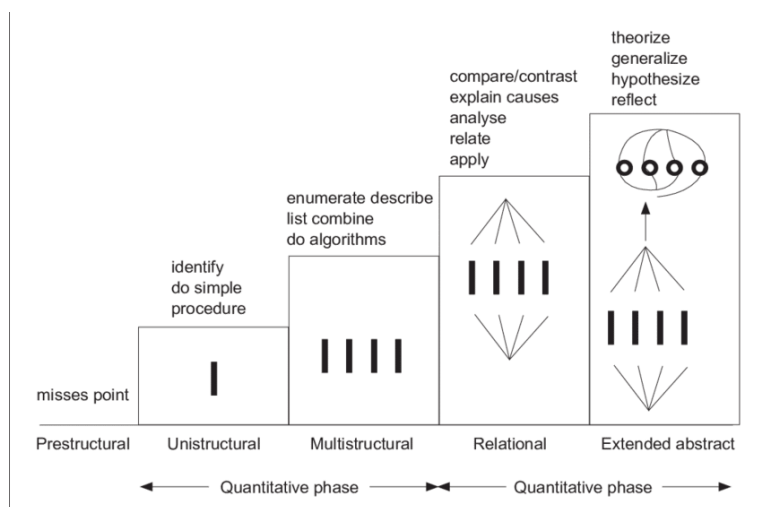 theorize
generalize
hypothesize
reflect
compare/contrast
explain causes
analyse
relate
apply
enumerate describe
list combine
do algorithms
identify
do simple
procedure
misses point
Prestructural
Unistructural
Multistructural
Relational
Extended abstract
Quantitative phase
Quantitative phase